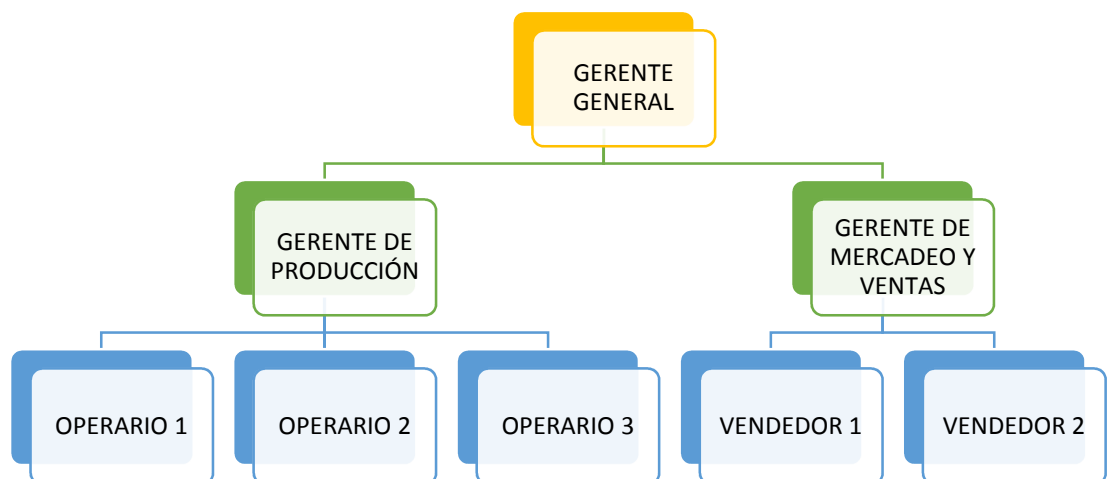 GERENTE
GENERAL
GERENTE DE
PRODUCCIÓN
GERENTE DE
MERCADEO Y
VENTAS
OPERARIO 1
OPERARIO 2
OPERARIO 3
VENDEDOR 1
VENDEDOR 2